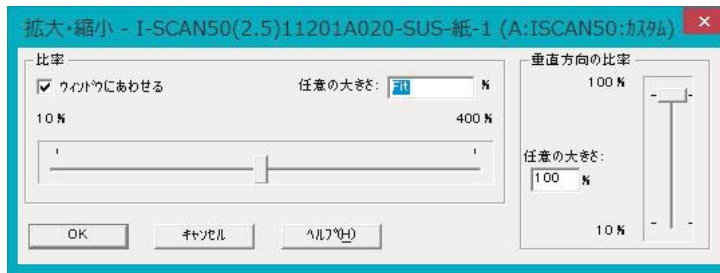 拡大・縮小 - I-SCAN50(2.5)11201A020-SUS-紙-1 (A:ISCAN50:ｶｽﾀﾑ)
比率
ｳｨﾝﾄﾞｳにあわせる
任意の大きさ: Fit %
10 %
400 %
OK
ｷｬﾝｾﾙ
ﾍﾙﾌﾟ(H)
垂直方向の比率
100 %
任意の大きさ:
100 %
10 %